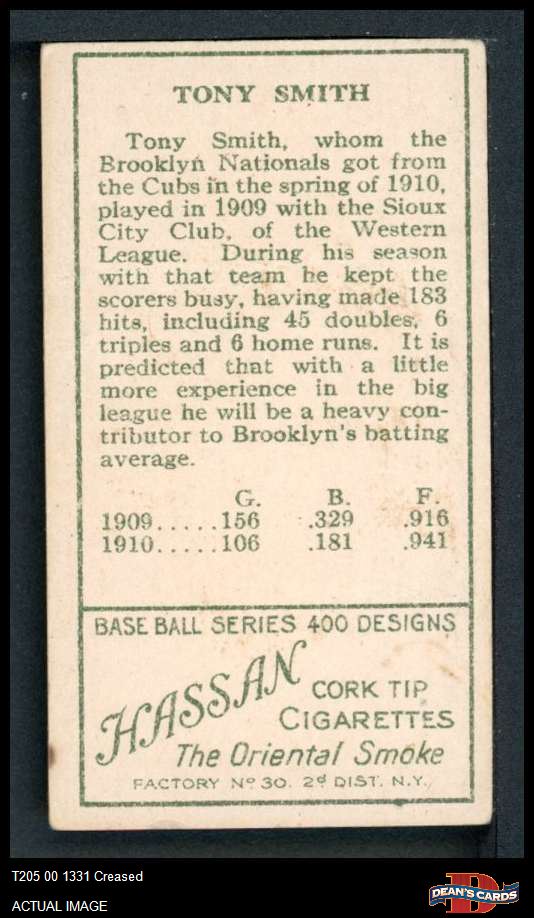 TONY SMITH
Tony Smith, whom the
Brooklyn Nationals got from
the Cubs in the spring of 1910,
played in 1909 with the Sioux
City Club, of the Western
League. During his season
with that team he kept the
scorers busy, having made 183
hits, including 45 doubles, 6
triples and 6 home runs. It is
predicted that with a little
more experience in the big
league he will be a heavy con-
tributor to Brooklyn's batting
average.
G. B. F.
1909.....156 .329 .916
1910.....106 .181 .941
BASE BALL SERIES 400 DESIGNS
HASSAN
CORK TIP
CIGARETTES
The Oriental Smoke
FACTORY Nº 30. 2d DIST. N.Y.
T205 00 1331 Creased
ACTUAL IMAGE
DEAN'S CARDS